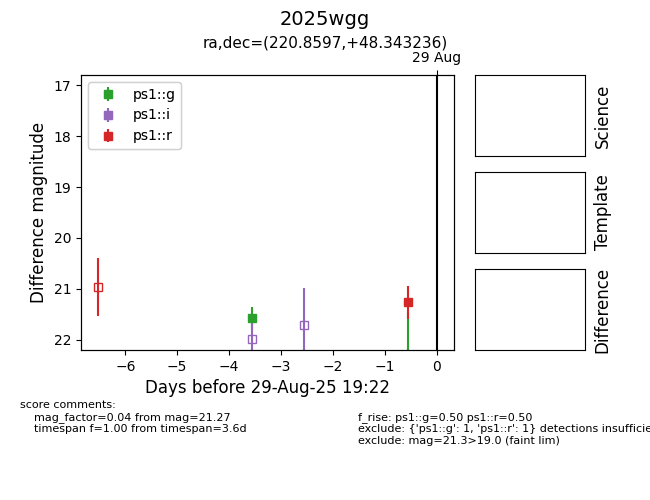 2025wgg
ra,dec=(220.8597,+48.343236)
29 Aug
17
18
19
20
21
22
Difference magnitude
ps1::g
ps1::i
ps1::r
−6
−5
−4
−3
−2
−1
0
Days before 29-Aug-25 19:22
Science
Template
Difference
score comments:
mag_factor=0.04 from mag=21.27
timespan f=1.00 from timespan=3.6d
f_rise: ps1::g=0.50 ps1::r=0.50
exclude: {'ps1::g': 1, 'ps1::r': 1} detections insufficie
exclude: mag=21.3>19.0 (faint lim)